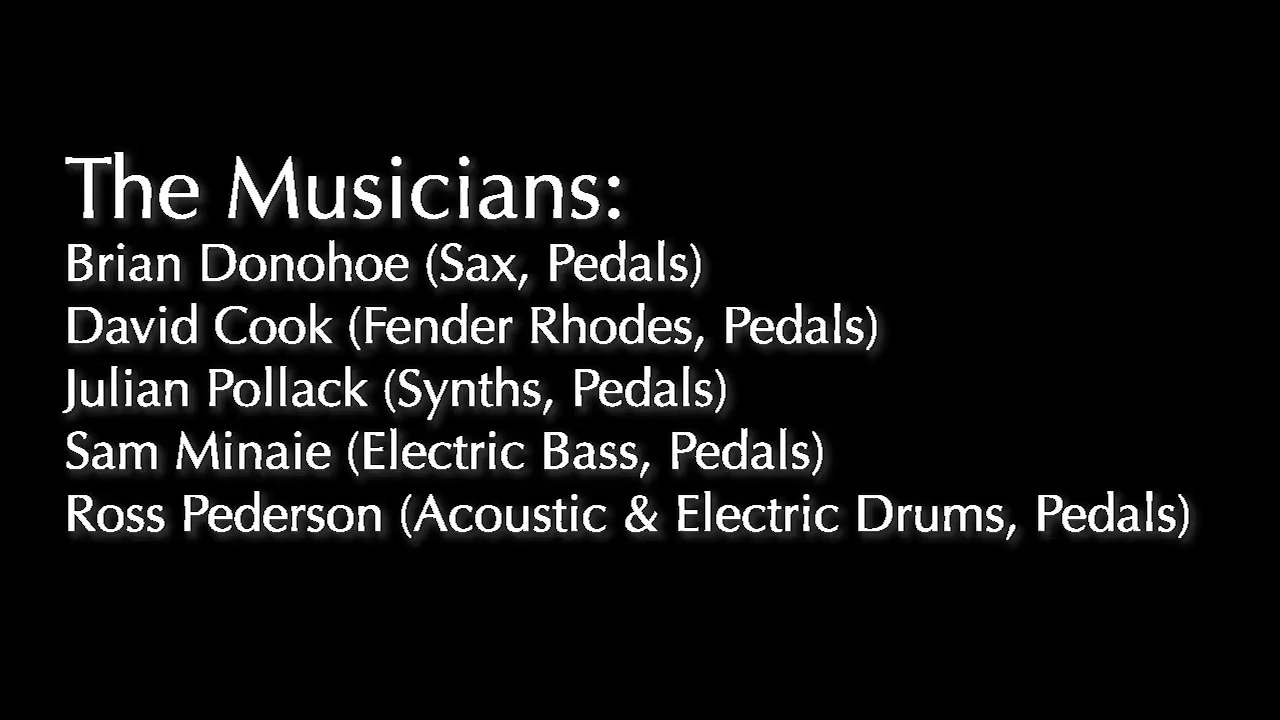 The Musicians:
Brian Donohoe (Sax, Pedals)
David Cook (Fender Rhodes, Pedals)
Julian Pollack (Synths, Pedals)
Sam Minaie (Electric Bass, Pedals)
Ross Pederson (Acoustic & Electric Drums, Pedals)